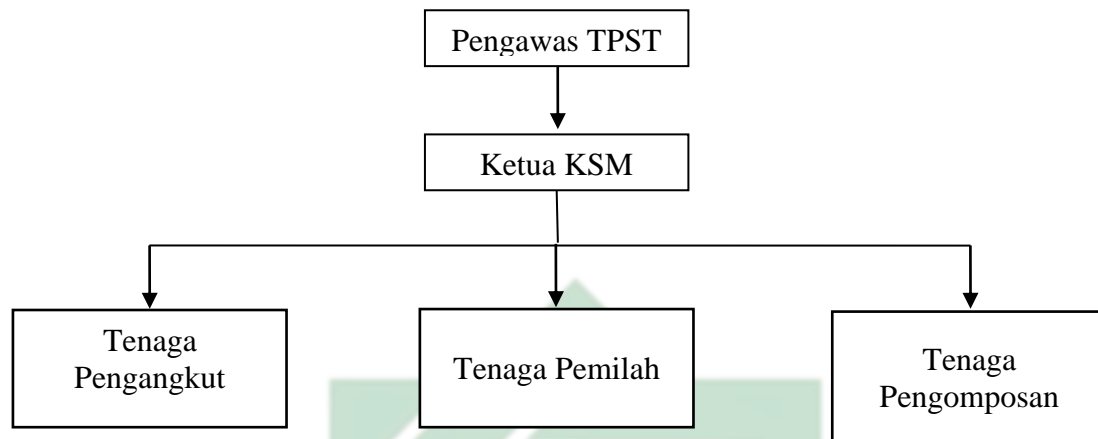 Pengawas TPST
Ketua KSM
Tenaga
Pengangkut
Tenaga Pemilah
Tenaga
Pengomposan